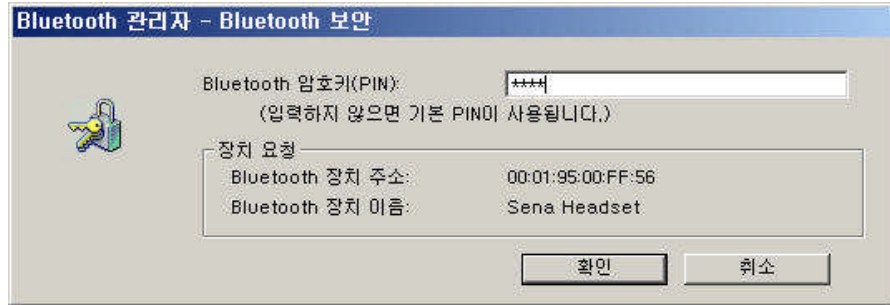 Bluetooth 관리자 - Bluetooth 보안
Bluetooth 암호키(PIN): ****
(입력하지 않으면 기본 PIN이 사용됩니다.)
장치 요청
Bluetooth 장치 주소: 00:01:95:00:FF:56
Bluetooth 장치 이름: Sena Headset
확인 취소